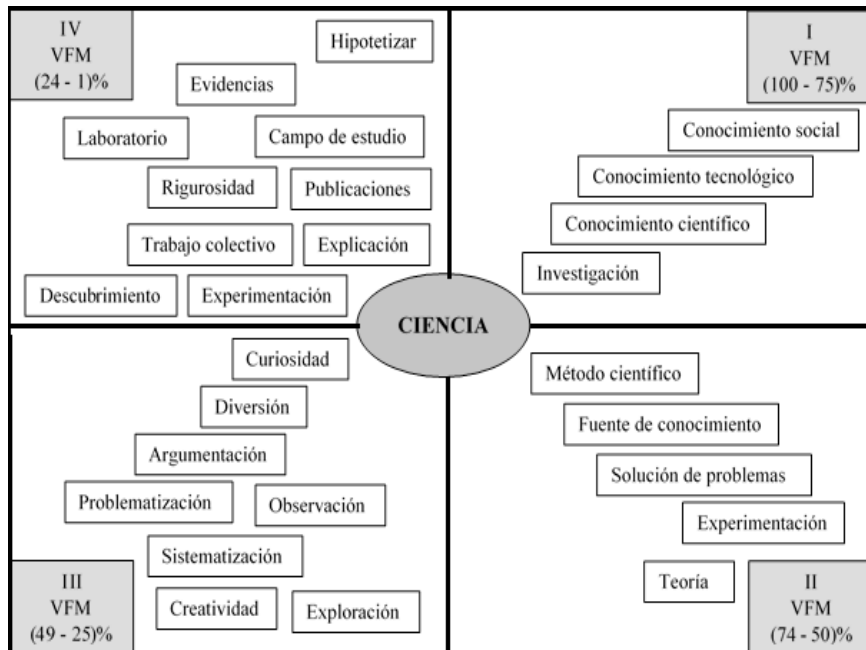 IV
VFM
(24 - 1)%
Hipotetizar
Evidencias
Laboratorio
Campo de estudio
Rigurosidad
Publicaciones
Trabajo colectivo
Explicación
Descubrimiento
Experimentación
I
VFM
(100 - 75)%
Conocimiento social
Conocimiento tecnológico
Conocimiento científico
Investigación
CIENCIA
Curiosidad
Diversión
Argumentación
Problematización
Observación
Sistematización
Creatividad
Exploración
III
VFM
(49 - 25)%
Método científico
Fuente de conocimiento
Solución de problemas
Experimentación
Teoría
II
VFM
(74 - 50)%